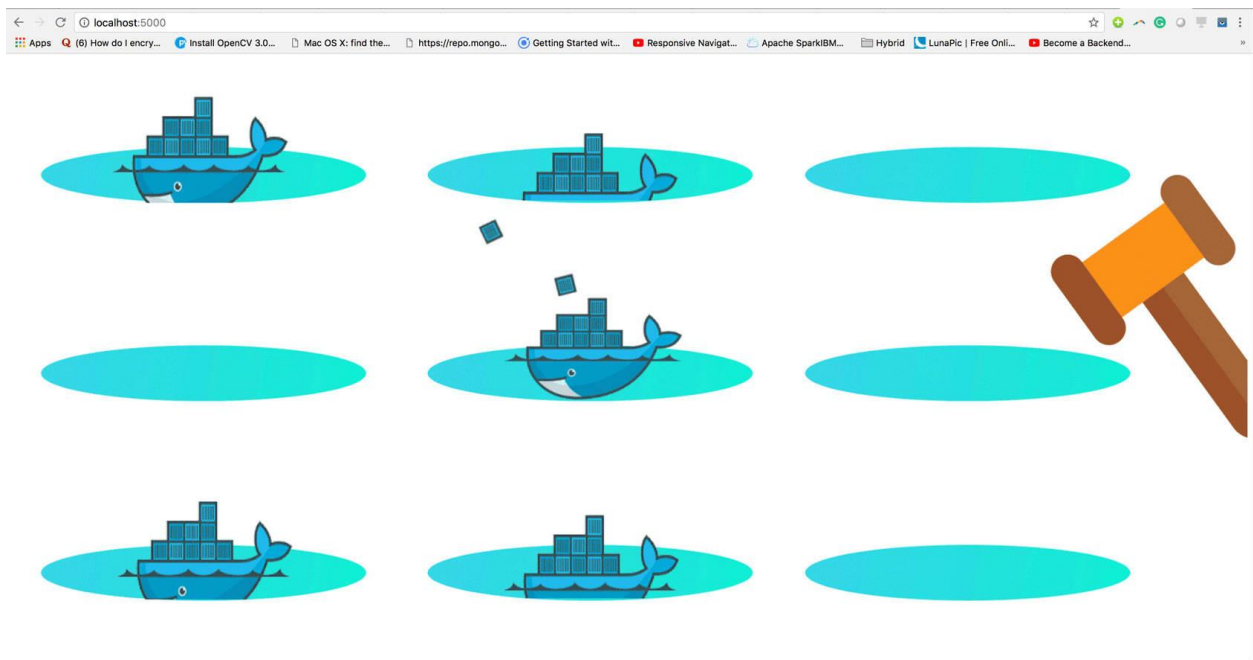 localhost:5000
Apps (6) How do I encry... Install OpenCV 3.0... Mac OS X: find the... https://repo.mongo... Getting Started wit... Responsive Navigat... Apache SparkIBM... Hybrid LunaPic | Free Onli... Become a Backend... »